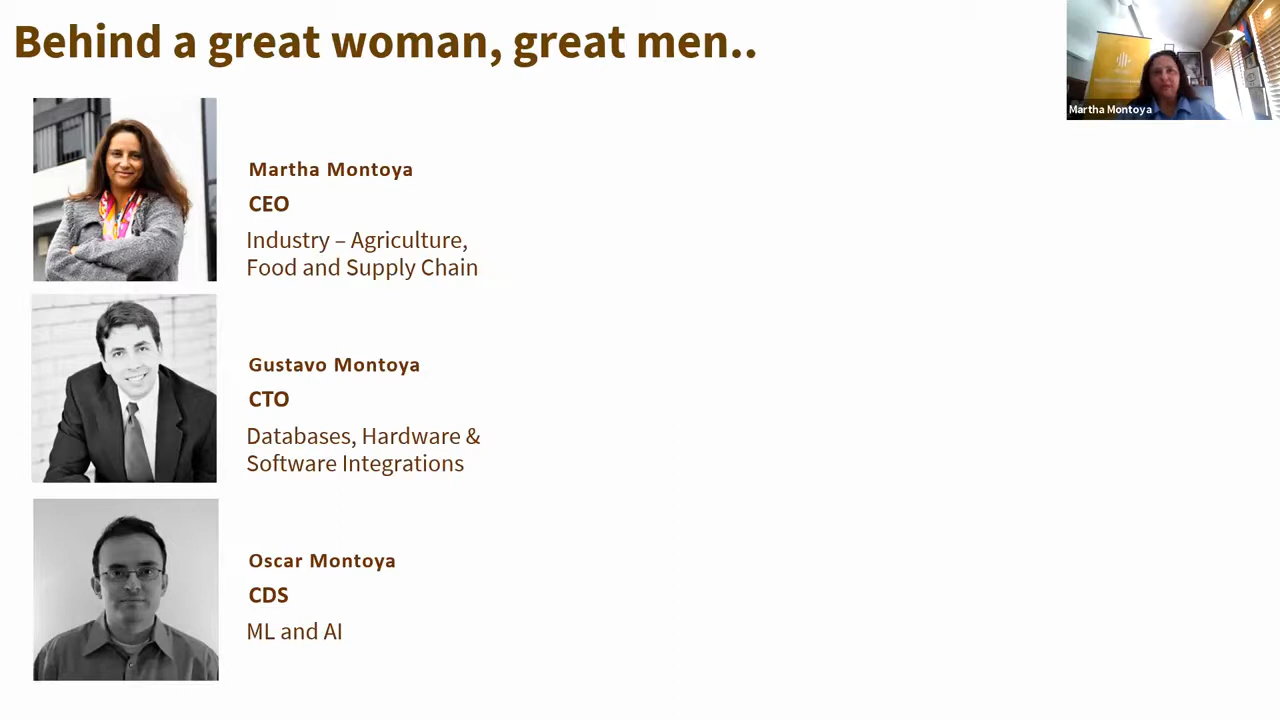 Behind a great woman, great men..
Martha Montoya
Martha Montoya
CEO
Industry – Agriculture,
Food and Supply Chain
Gustavo Montoya
CTO
Databases, Hardware &
Software Integrations
Oscar Montoya
CDS
ML and AI